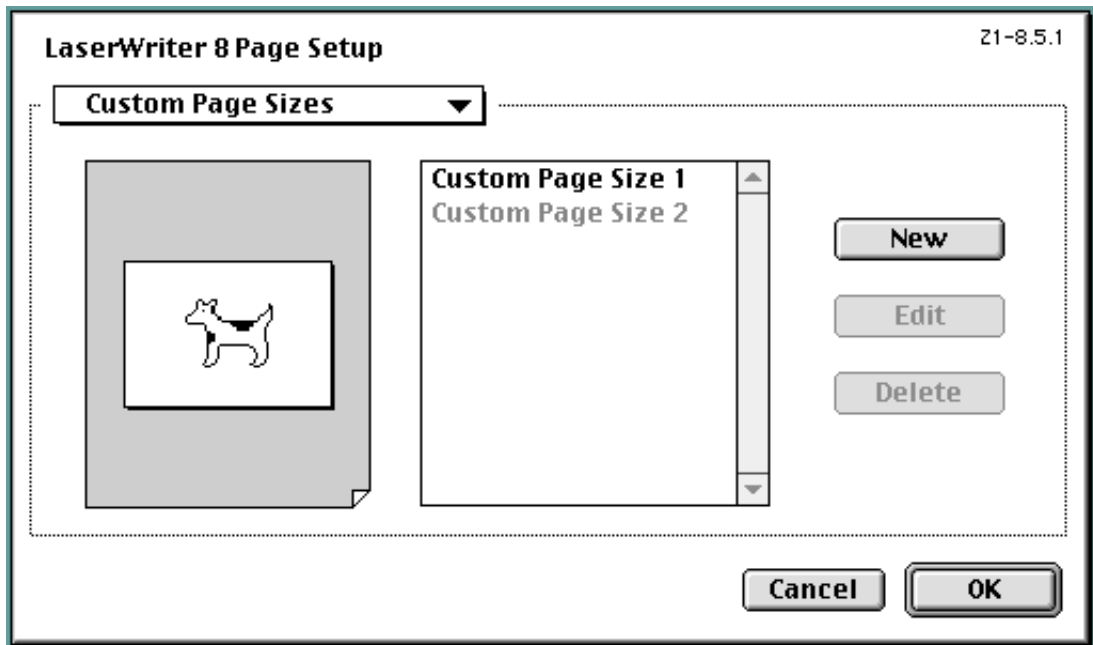 LaserWriter 8 Page Setup
Z1-8.5.1
Custom Page Sizes
Custom Page Size 1
Custom Page Size 2
New
Edit
Delete
Cancel
OK